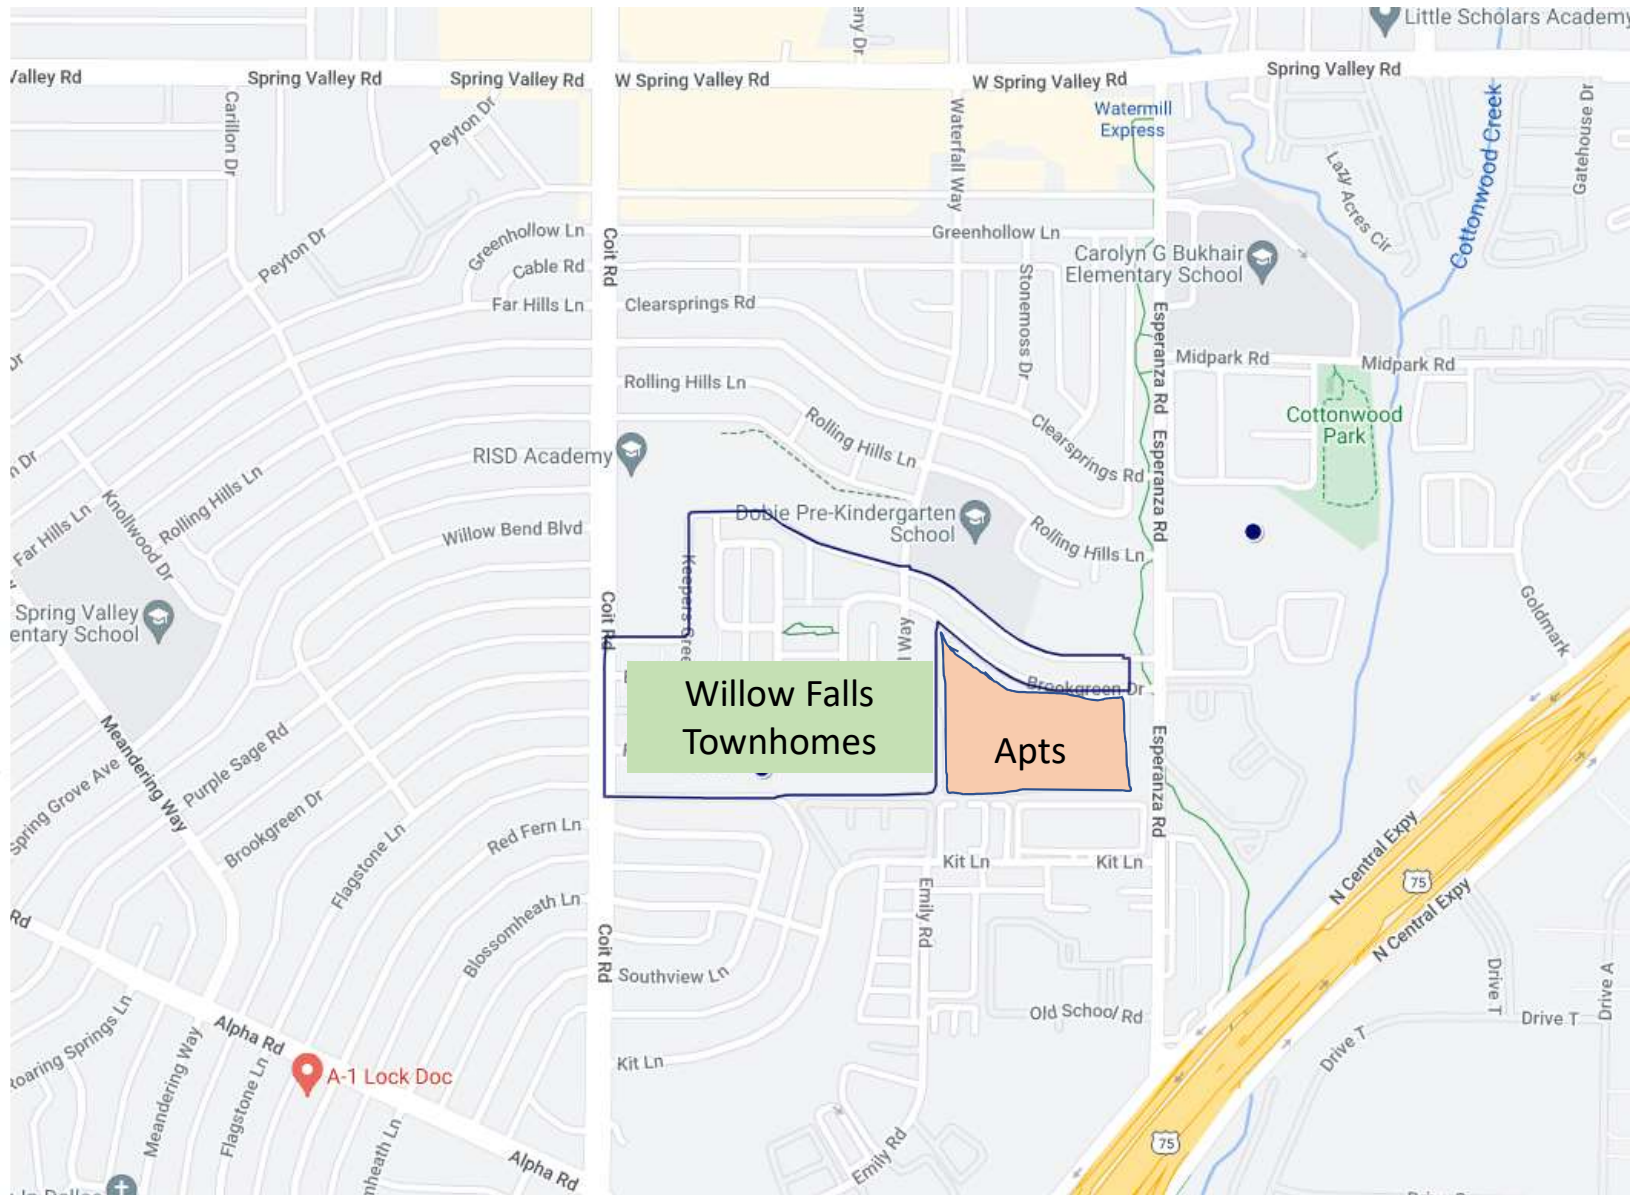 Little Scholars Academy
Valley Rd
Spring Valley Rd
Spring Valley Rd
W Spring Valley Rd
W Spring Valley Rd
Spring Valley Rd
Carillon Dr
Peyton Dr
Waterfall Way
Watermill
Express
Lazy Acres Cir
Cottonwood Creek
Gatehouse Dr
Peyton Dr
Greenhollow Ln
Coit Rd
Greenhollow Ln
Cable Rd
Stonemoss Dr
Carolyn G Bukhair
Elementary School
Far Hills Ln
Clearsprings Rd
Esperanza Rd
Midpark Rd
Midpark Rd
Rolling Hills Ln
Rolling Hills Ln
Clearsprings Rd
Cottonwood
Park
RISD Academy
Esperanza Rd
Far Hills Ln
Knollwood Dr
Rolling Hills Ln
Willow Bend Blvd
Dobie Pre-Kindergarten
School
Rolling Hills Ln
Keepers Gree
Spring Valley
entary School
Coit Rd
Way
Goldmark
Willow Falls
Townhomes
Brookgreen Dr
Apts
Meandering Way
Purple Sage Rd
Spring Grove Ave
Brookgreen Dr
Flagstone Ln
Red Fern Ln
Esperanza Rd
Kit Ln
Kit Ln
N Central Expy
75
N Central Expy
Blossomheath Ln
Emily Rd
Coit Rd
Southview Ln
Rd
Roaring Springs Ln
Alpha Rd
Old School Rd
Drive T
Drive A
Drive T
Drive T
Meandering Way
Flagstone Ln
A-1 Lock Doc
Kit Ln
mheath Ln
Alpha Rd
Emily Rd
75